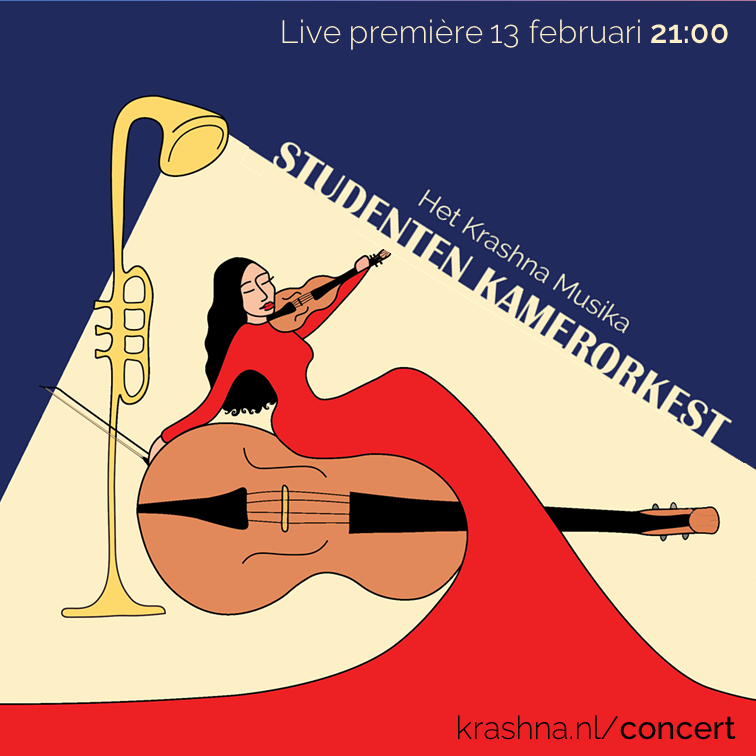 Live première 13 februari 21:00
Het Krashna Musika
STUDENTEN KAMERORKEST
krashna.nl/concert